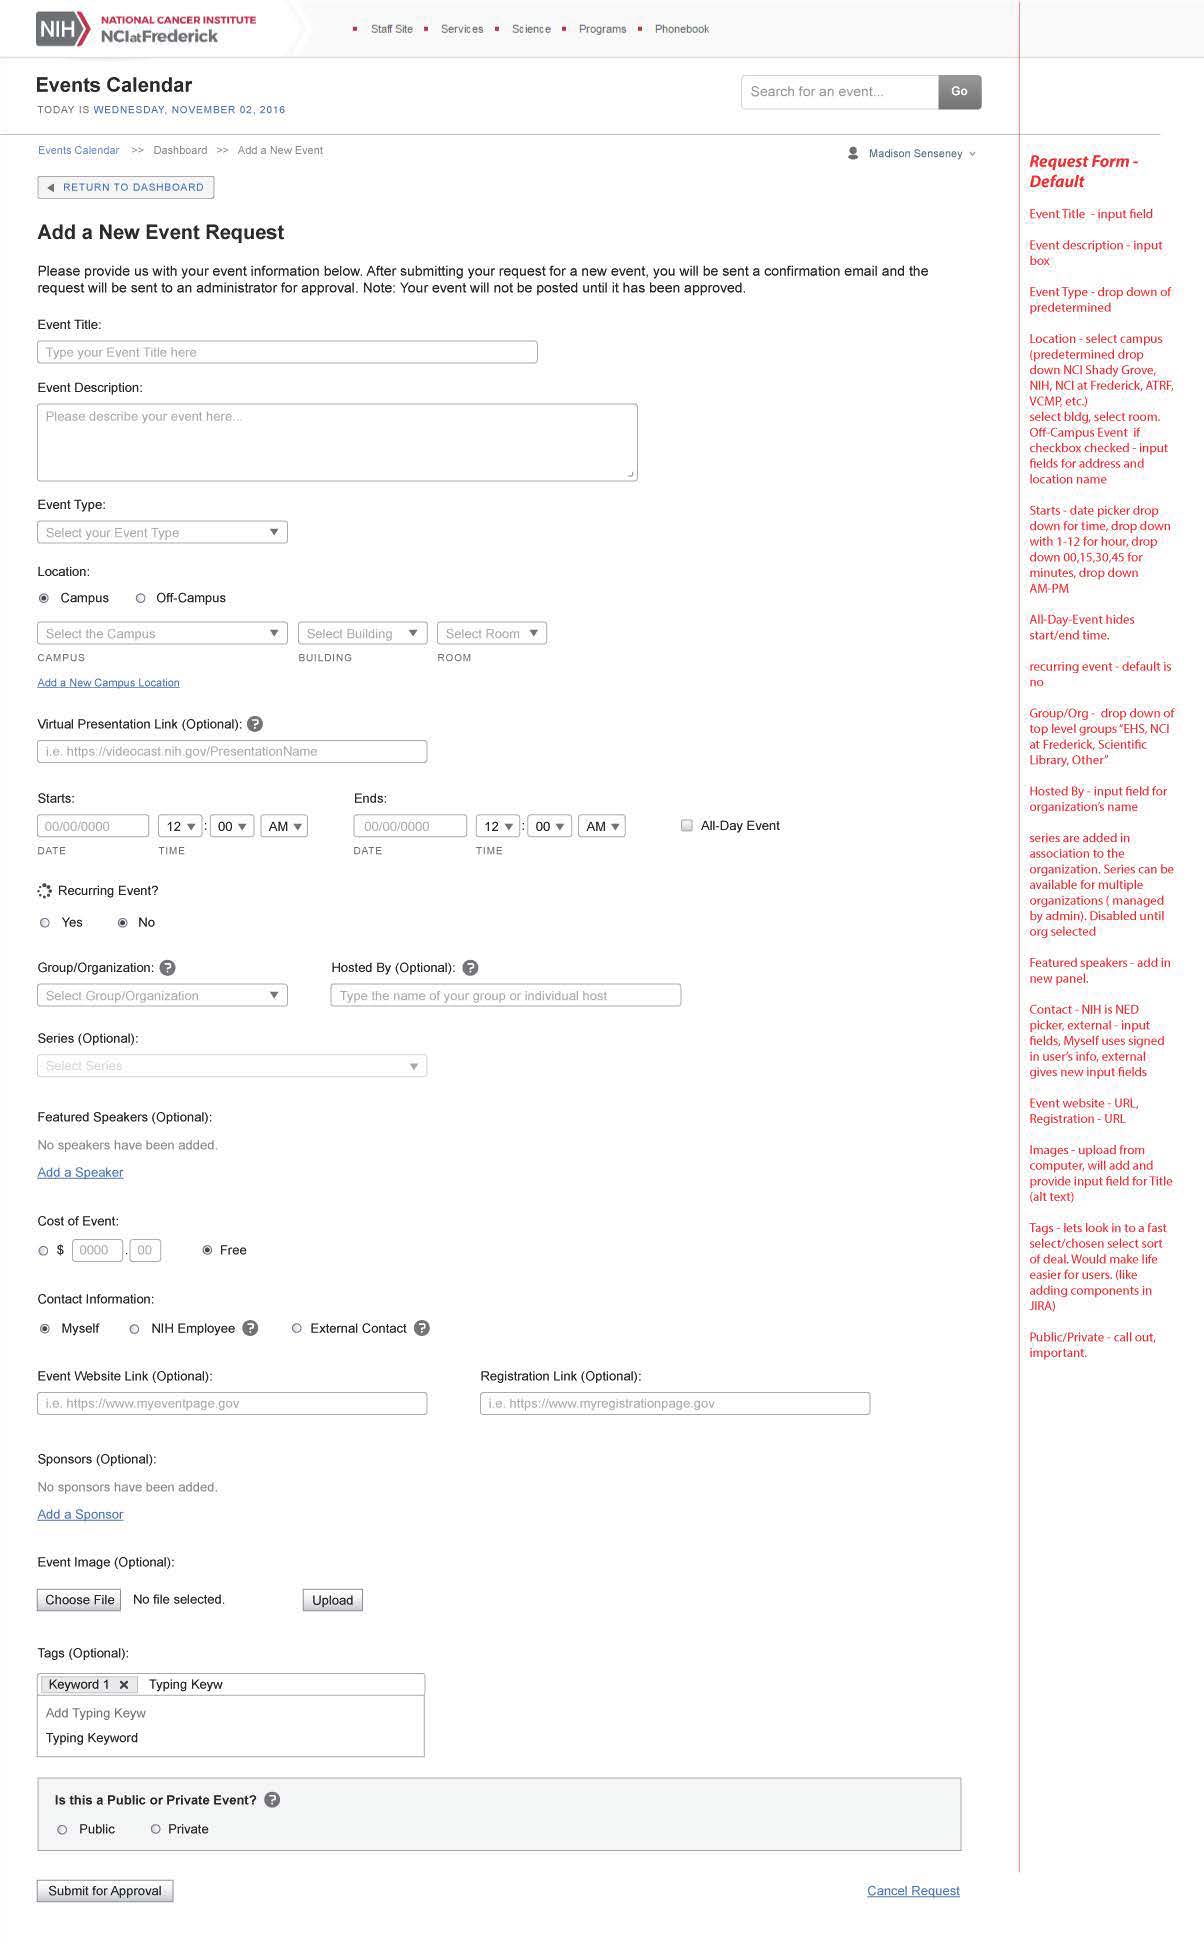 NIH
NATIONAL CANCER INSTITUTE
NCIatFrederick
Staff Site
Services
Science
Programs
Phonebook
Events Calendar
TODAY IS WEDNESDAY, NOVEMBER 02, 2016
Search for an event...
Go
Events Calendar >> Dashboard >> Add a New Event
Madison Senseney
RETURN TO DASHBOARD
Add a New Event Request
Please provide us with your event information below. After submitting your request for a new event, you will be sent a confirmation email and the
request will be sent to an administrator for approval. Note: Your event will not be posted until it has been approved.
Event Title:
Type your Event Title here
Event Description:
Please describe your event here...
Event Type:
Select your Event Type
Location:
Campus Off-Campus
Select the Campus Select Building Select Room
CAMPUS BUILDING ROOM
Add a New Campus Location
Virtual Presentation Link (Optional): ?
i.e. https://videocast.nih.gov/PresentationName
Starts: Ends:
00/00/0000 12 : 00 AM 00/00/0000 12 : 00 AM All-Day Event
DATE TIME DATE TIME
Recurring Event?
Yes No
Group/Organization: ? Hosted By (Optional): ?
Select Group/Organization Type the name of your group or individual host
Series (Optional):
Select Series
Featured Speakers (Optional):
No speakers have been added.
Add a Speaker
Cost of Event:
$ 0000 . 00 Free
Contact Information:
Myself NIH Employee ? External Contact ?
Event Website Link (Optional): Registration Link (Optional):
i.e. https://www.myeventpage.gov i.e. https://www.myregistrationpage.gov
Sponsors (Optional):
No sponsors have been added.
Add a Sponsor
Event Image (Optional):
Choose File No file selected. Upload
Tags (Optional):
Keyword 1 x Typing Keyw
Add Typing Keyw
Typing Keyword
Is this a Public or Private Event? ?
Public Private
Submit for Approval Cancel Request
Request Form -
Default
Event Title - input field
Event description - input
box
Event Type - drop down of
predetermined
Location - select campus
(predetermined drop
down NCI Shady Grove,
NIH, NCI at Frederick, ATRF,
VCMP, etc.)
select bldg, select room.
Off-Campus Event if
checkbox checked - input
fields for address and
location name
Starts - date picker drop
down for time, drop down
with 1-12 for hour, drop
down 00,15,30,45 for
minutes, drop down
AM-PM
All-Day-Event hides
start/end time.
recurring event - default is
no
Group/Org - drop down of
top level groups “EHS, NCI
at Frederick, Scientific
Library, Other”
Hosted By - input field for
organization's name
series are added in
association to the
organization. Series can be
available for multiple
organizations ( managed
by admin). Disabled until
org selected
Featured speakers - add in
new panel.
Contact - NIH is NED
picker, external - input
fields, Myself uses signed
in user's info, external
gives new input fields
Event website - URL,
Registration - URL
Images - upload from
computer, will add and
provide input field for Title
(alt text)
Tags - lets look in to a fast
select/chosen select sort
of deal. Would make life
easier for users. (like
adding components in
JIRA)
Public/Private - call out,
important.